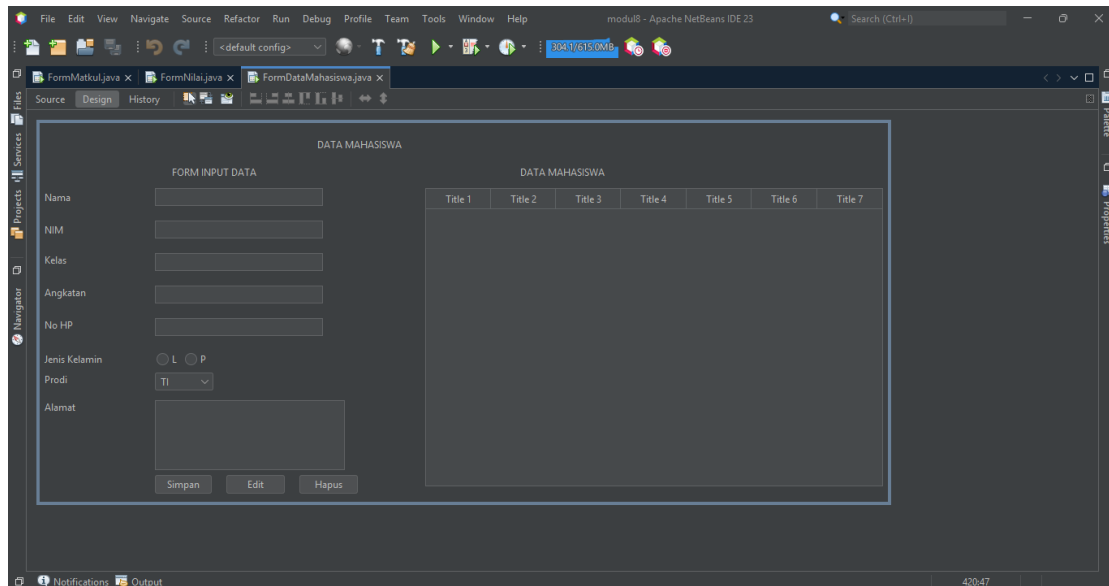 File Edit View Navigate Source Refactor Run Debug Profile Team Tools Window Help modul8 - Apache NetBeans IDE 23 Search (Ctrl+I)
<default config> 304.1/615.0MB
FormMatkul.java FormNilai.java FormDataMahasiswa.java
Source Design History
Files
Services
Projects
Navigator
Palette
Properties
DATA MAHASISWA
FORM INPUT DATA DATA MAHASISWA
Nama Title 1 Title 2 Title 3 Title 4 Title 5 Title 6 Title 7
NIM
Kelas
Angkatan
No HP
Jenis Kelamin L P
Prodi TI
Alamat
Simpan Edit Hapus
Notifications Output 420:47